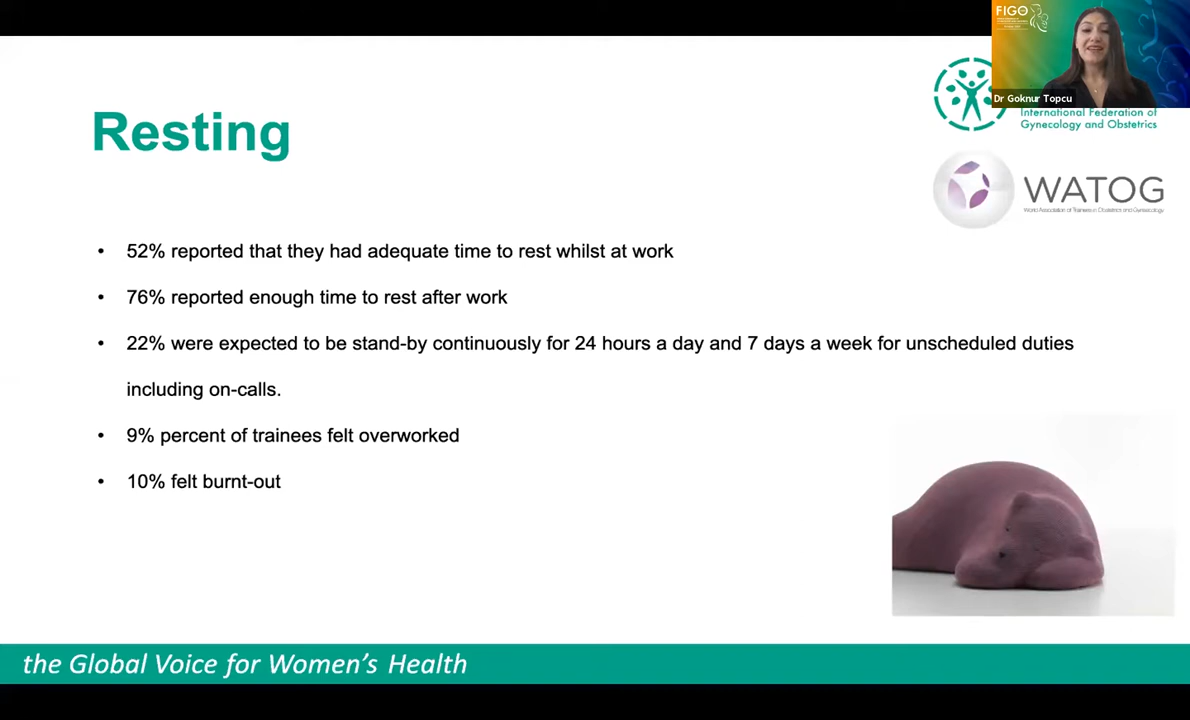 FIGO
Dr Goknur Topcu
International Federation of
Gynecology and Obstetrics
Resting
WATOG
World Association of Trainees in Obstetrics and Gynecology
• 52% reported that they had adequate time to rest whilst at work
• 76% reported enough time to rest after work
• 22% were expected to be stand-by continuously for 24 hours a day and 7 days a week for unscheduled duties
including on-calls.
• 9% percent of trainees felt overworked
• 10% felt burnt-out
the Global Voice for Women's Health